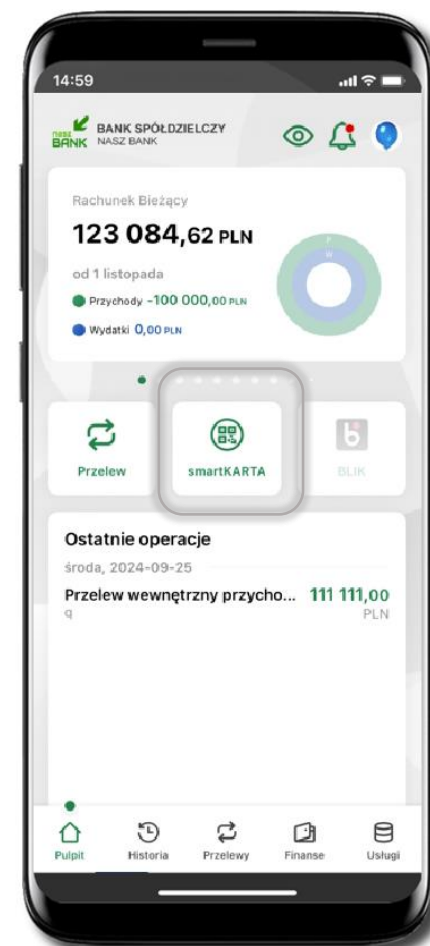 14:59
nasz
BANK
BANK SPÓŁDZIELCZY
NASZ BANK
Rachunek Bieżący
123 084,62 PLN
od 1 listopada
Przychody -100 000,00 PLN
Wydatki 0,00 PLN
P
W
Przelew
smartKARTA
BLIK
Ostatnie operacje
środa, 2024-09-25
Przelew wewnętrzny przycho... 111 111,00
q PLN
Pulpit Historia Przelewy Finanse Usługi